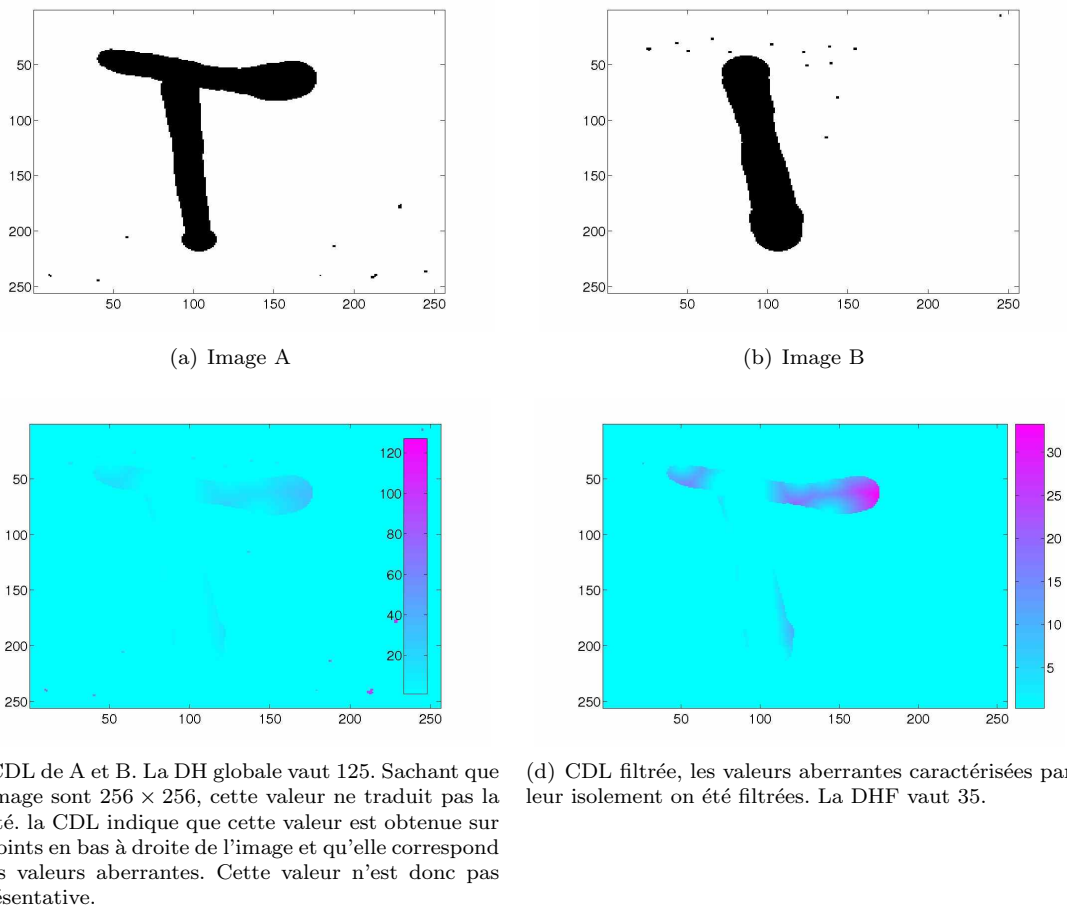 50
100
150
200
250
50 100 150 200 250
(a) Image A
50
100
150
200
250
50 100 150 200 250
(b) Image B
50
100
150
200
250
50 100 150 200 250
120
100
80
60
40
20
CDL de A et B. La DH globale vaut 125. Sachant que
mage sont 256 × 256, cette valeur ne traduit pas la
té. la CDL indique que cette valeur est obtenue sur
oints en bas à droite de l'image et qu'elle correspond
s valeurs aberrantes. Cette valeur n'est donc pas
ésentative.
50
100
150
200
250
50 100 150 200 250
30
25
20
15
10
5
(d) CDL filtrée, les valeurs aberrantes caractérisées par
leur isolement on été filtrées. La DHF vaut 35.